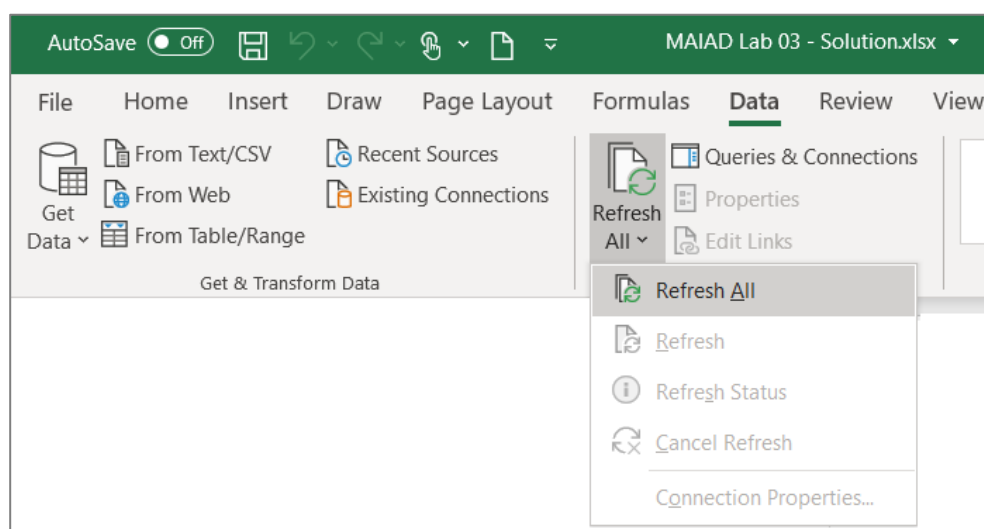 AutoSave Off MAIAD Lab 03 - Solution.xlsx
File Home Insert Draw Page Layout Formulas Data Review View
From Text/CSV
From Web
From Table/Range
Get
Data
Recent Sources
Existing Connections
Get & Transform Data
Refresh
All
Queries & Connections
Properties
Edit Links
Refresh All
Refresh
Refresh Status
Cancel Refresh
Connection Properties...